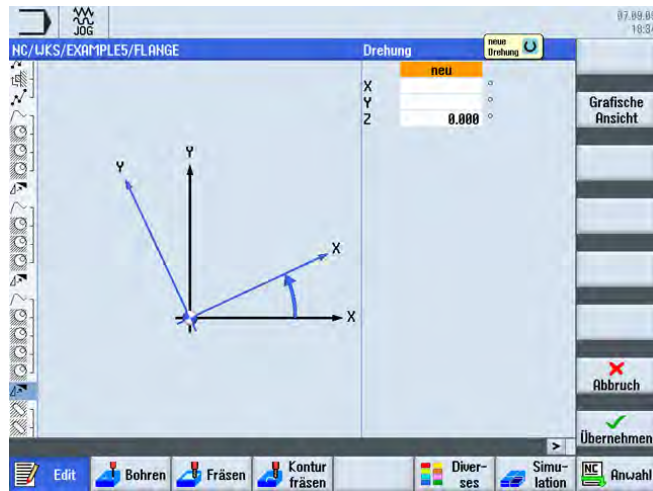 JOG
07.09.0
18:34
NC/WKS/EXAMPLE5/FLANGE
Drehung
neue
Drehung
neu
X °
Y °
Z 0.000 °
Grafische
Ansicht
Y
Y
X
X
Abbruch
Übernehmen
>
Edit
Bohren
Fräsen
Kontur
fräsen
Diver-
ses
Simu-
lation
NC
Anwahl